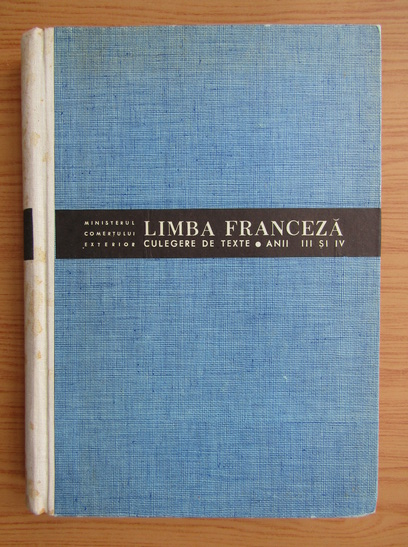 MINISTERUL
COMERȚULUI
EXTERIOR
LIMBA FRANCEZĂ
CULEGERE DE TEXTE • ANII III ȘI IV